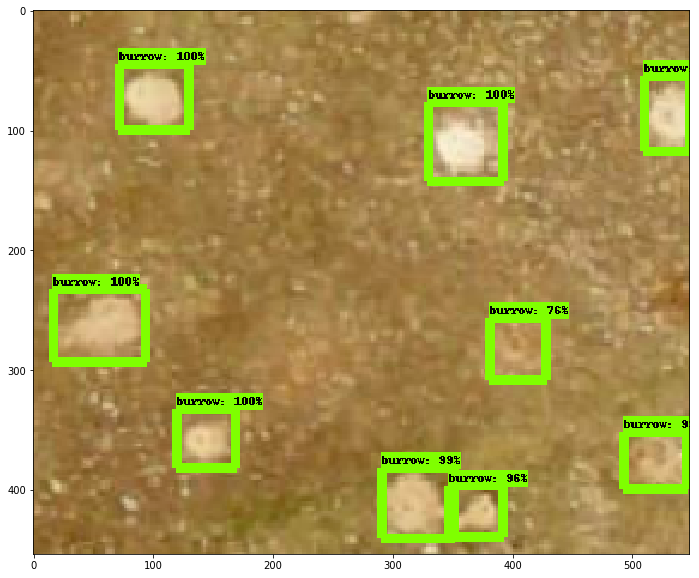 0
burrow: 100%
burrow
burrow: 100%
100
200
burrow: 100%
burrow: 76%
300
burrow: 100%
burrow: 9
burrow: 99%
burrow: 96%
400
0 100 200 300 400 500